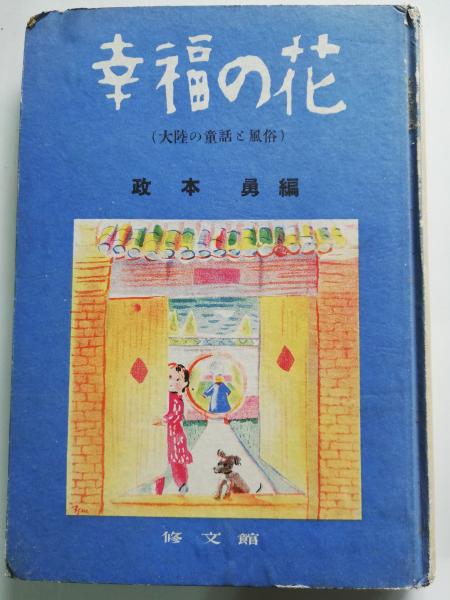 幸福の花
(大陸の童話と風俗)
政本勇編
修文館